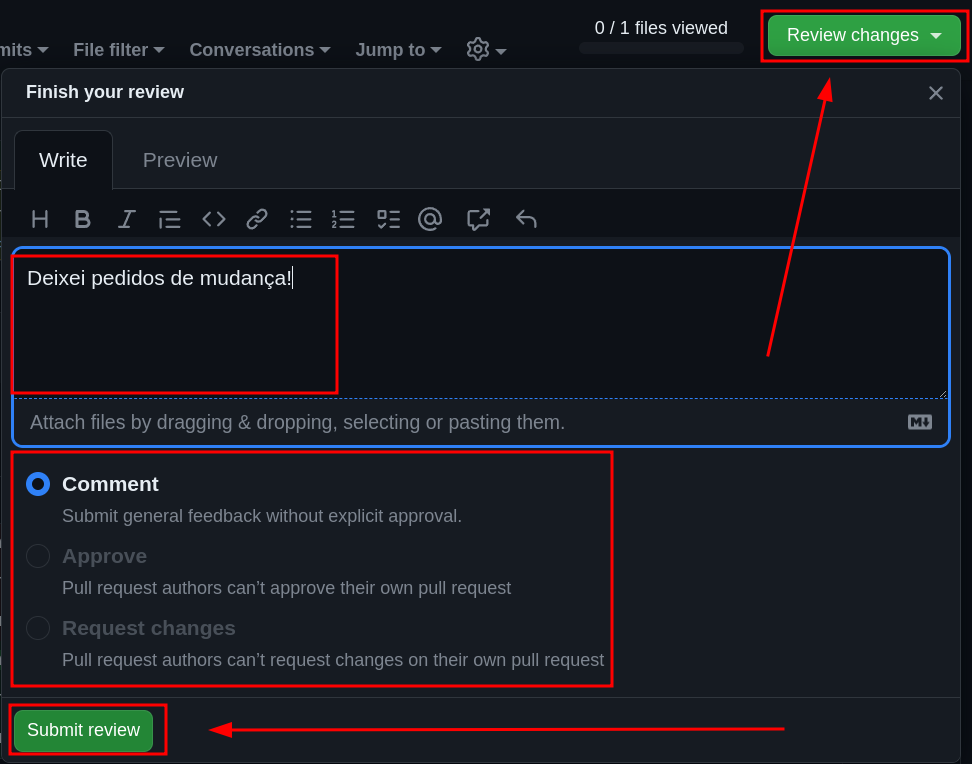 0 / 1 files viewed
Review changes
mits File filter Conversations Jump to
Finish your review
Write Preview
Deixei pedidos de mudança!
Attach files by dragging & dropping, selecting or pasting them.
Comment
Submit general feedback without explicit approval.
Approve
Pull request authors can’t approve their own pull request
Request changes
Pull request authors can’t request changes on their own pull request
Submit review